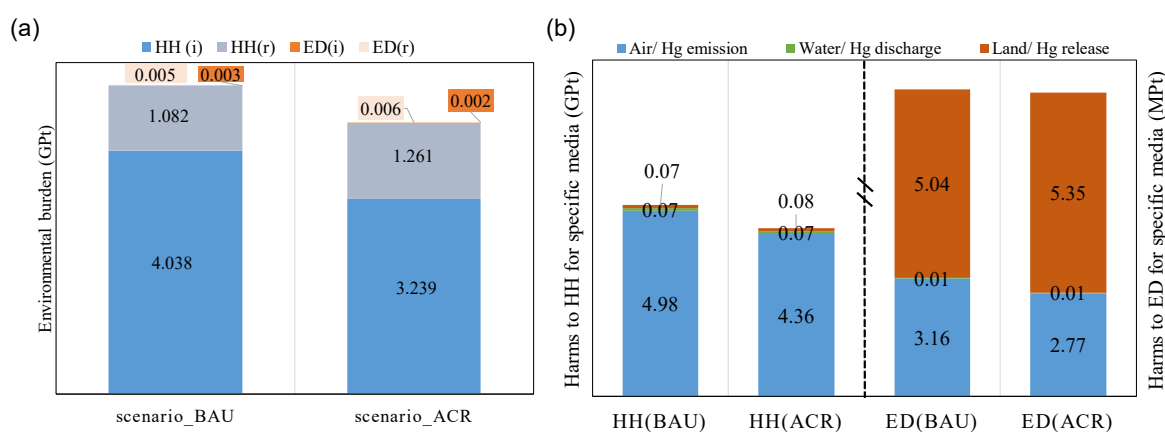 (a)
HH (i) HH(r) ED(i) ED(r)
0.005 0.003
1.082
4.038
0.006 0.002
1.261
3.239
Environmental burden (GPt)
scenario_BAU scenario_ACR
(b)
Air/ Hg emission Water/ Hg discharge Land/ Hg release
Harms to HH for specific media (GPt)
0.07
0.07
4.98
0.08
0.07
4.36
5.04
0.01
3.16
5.35
0.01
2.77
Harms to ED for specific media (MPt)
HH(BAU) HH(ACR) ED(BAU) ED(ACR)